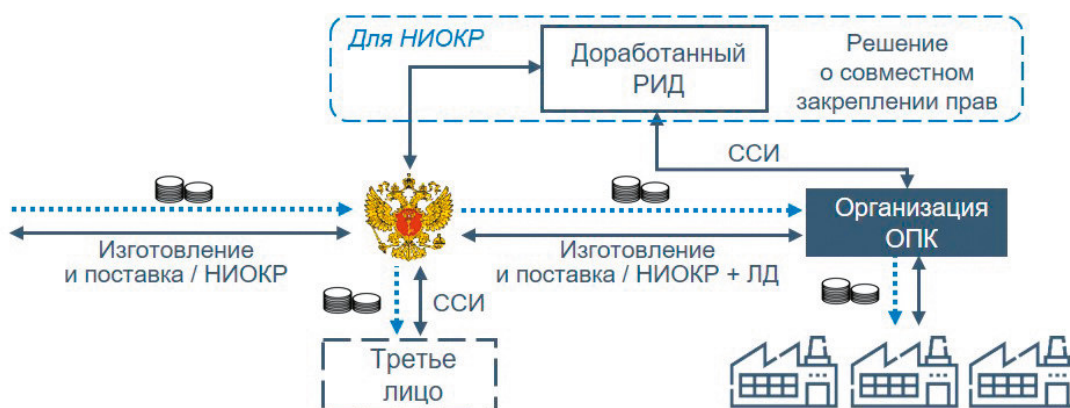 Для НИОКР
Доработанный
РИД
Решение
о совместном
закреплении прав
ССИ
Изготовление
и поставка / НИОКР
Изготовление
и поставка / НИОКР + ЛД
Организация
ОПК
ССИ
Третье
лицо